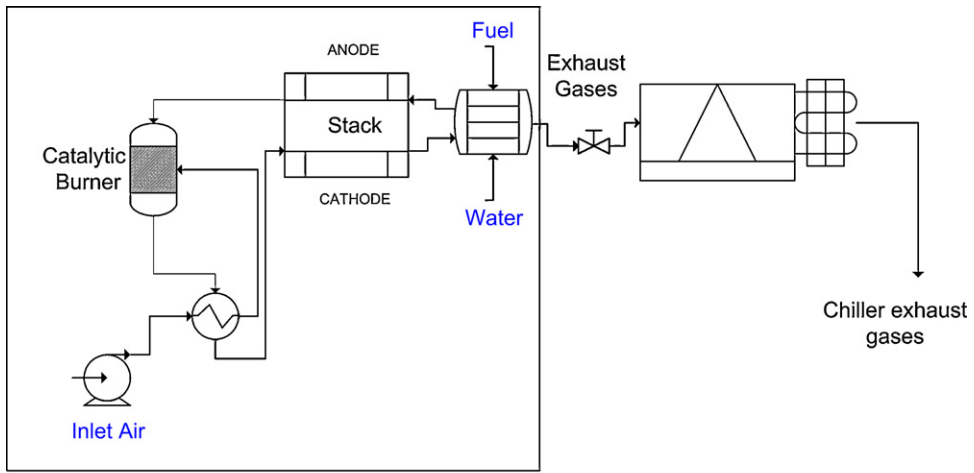 Fuel
ANODE
Exhaust
Gases
Stack
Catalytic
Burner
CATHODE
Water
Chiller exhaust
gases
Inlet Air